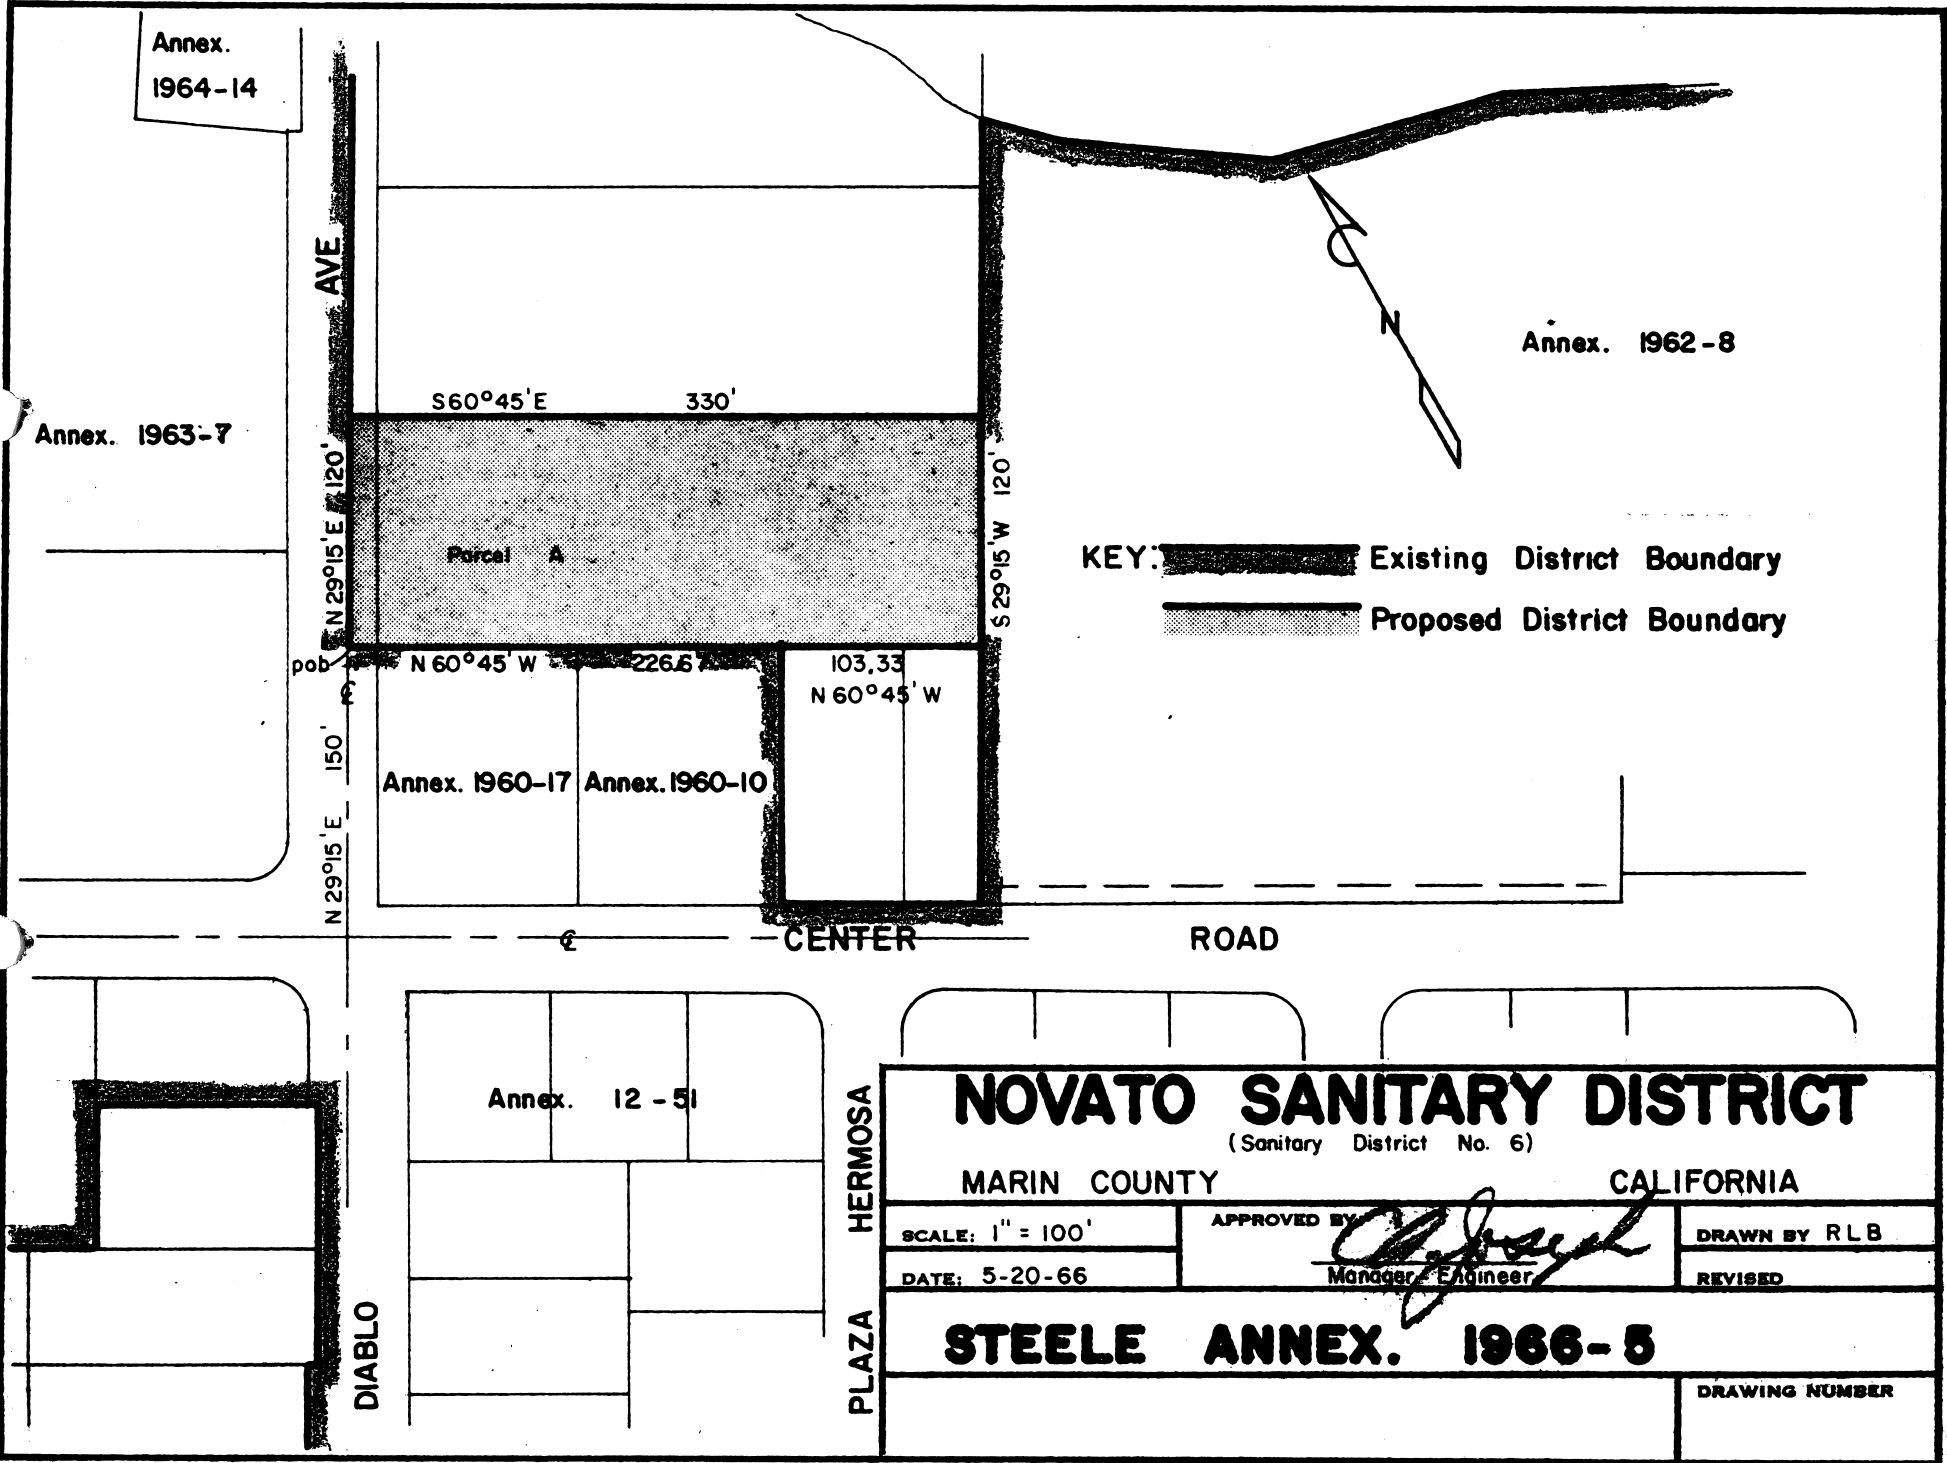 Annex.
1964-14
AVE
S60°45'E 330'
Annex. 1963-7
N 29°15'E 120'
S 29°15'W 120'
Parcel A
N
Annex. 1962-8
KEY: Existing District Boundary
Proposed District Boundary
pob
N 60°45' W 226.67
103.33
N 60°45' W
N 29°15'E 150'
Annex. 1960-17
Annex. 1960-10
CENTER ROAD
Annex. 12-51
DIABLO
PLAZA HERMOSA
NOVATO SANITARY DISTRICT
(Sanitary District No. 6)
MARIN COUNTY CALIFORNIA
SCALE: 1" = 100'
APPROVED BY
DRAWN BY RLB
DATE: 5-20-66
Manager Engineer
REVISED
STEELE ANNEX. 1966-5
DRAWING NUMBER